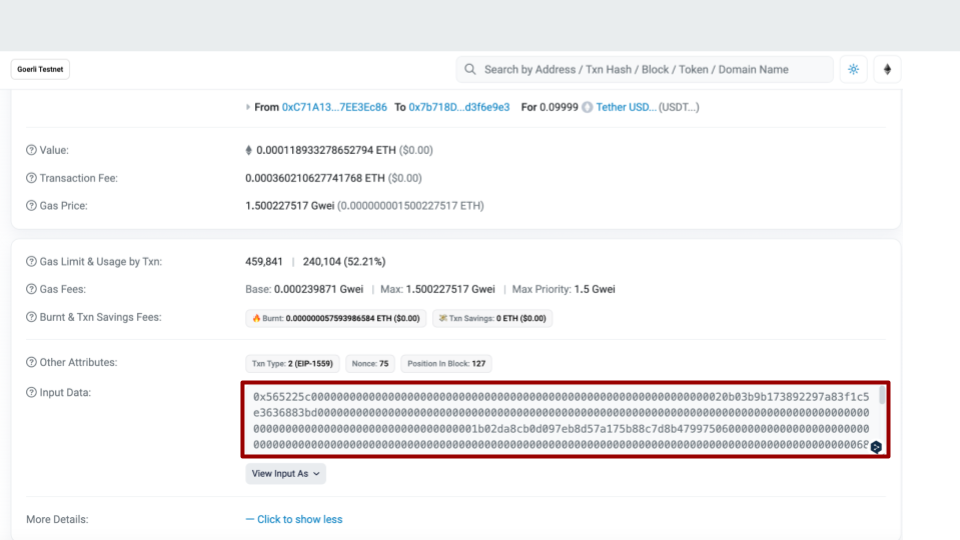 Goerli Testnet
Search by Address / Txn Hash / Block / Token / Domain Name
From 0xC71A13...7EE3Ec86 To 0x7b718D...d3f6e9e3 For 0.09999 Tether USD... (USDT...)
Value: 0.000118933278652794 ETH ($0.00)
Transaction Fee: 0.000360210627741768 ETH ($0.00)
Gas Price: 1.500227517 Gwei (0.000000001500227517 ETH)
Gas Limit & Usage by Txn: 459,841 | 240,104 (52.21%)
Gas Fees: Base: 0.000239871 Gwei | Max: 1.500227517 Gwei | Max Priority: 1.5 Gwei
Burnt & Txn Savings Fees: Burnt: 0.000000057593986584 ETH ($0.00) Txn Savings: 0 ETH ($0.00)
Other Attributes: Txn Type: 2 (EIP-1559) Nonce: 75 Position In Block: 127
Input Data:
View Input As
More Details: — Click to show less